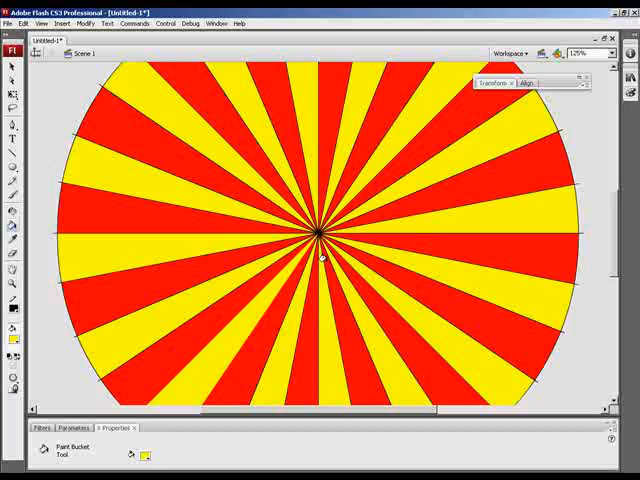 Adobe Flash CS3 Professional - [Untitled-1*]
File Edit View Insert Modify Text Commands Control Debug Window Help
Untitled-1*
Fl
Scene 1
Workspace
125%
Transform
Align
T
Filters
Parameters
Properties
Paint Bucket
Tool